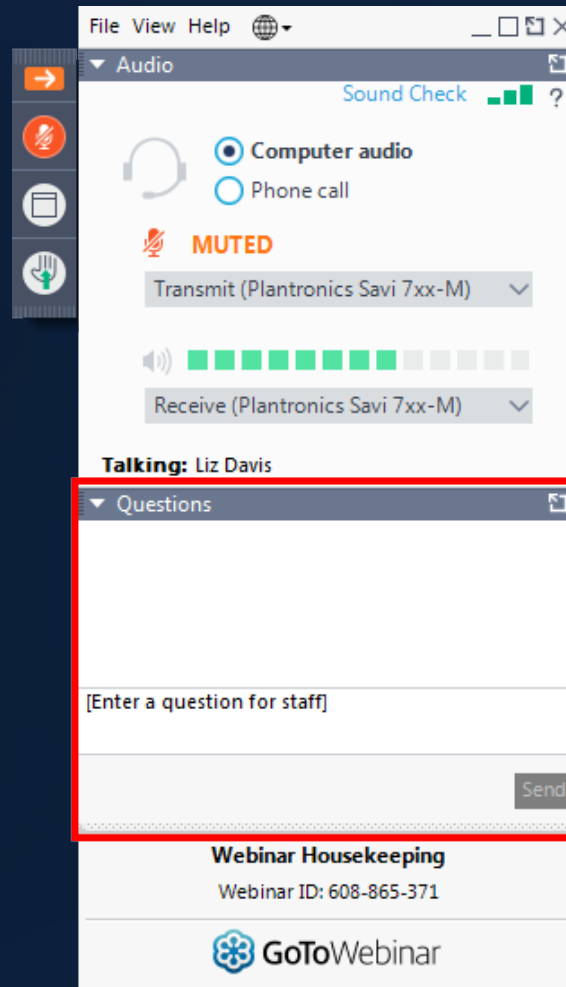 File View Help
Audio
Sound Check ?
Computer audio
Phone call
MUTED
Transmit (Plantronics Savi 7xx-M)
Receive (Plantronics Savi 7xx-M)
Talking: Liz Davis
Questions
[Enter a question for staff]
Send
Webinar Housekeeping
Webinar ID: 608-865-371
GoToWebinar